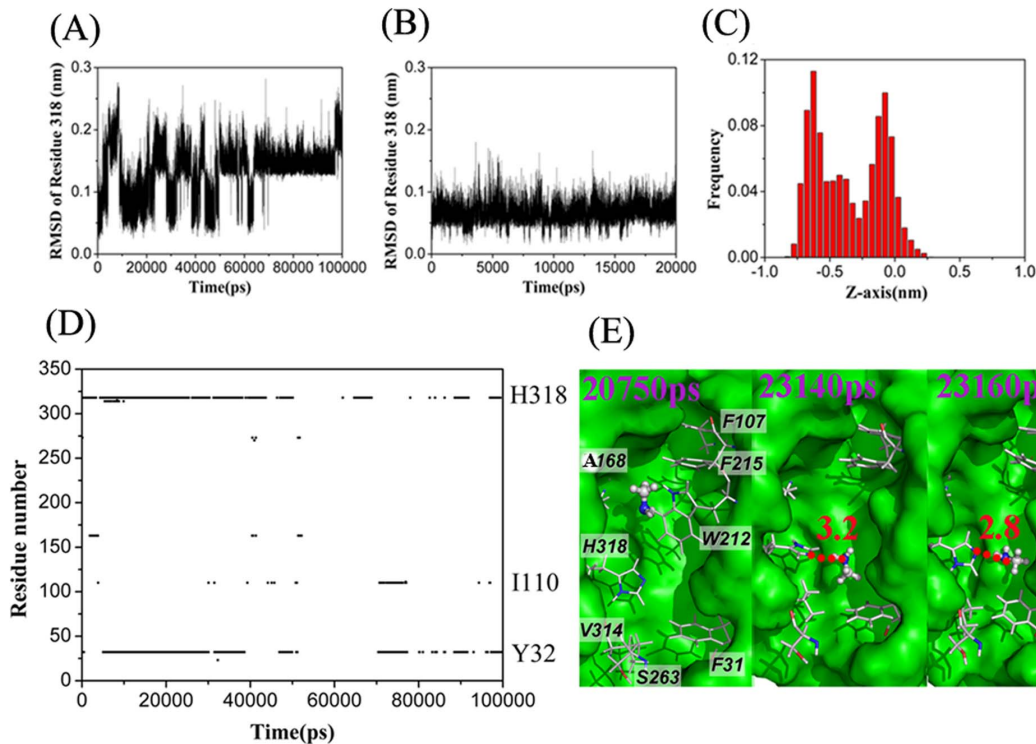 (A)
RMSD of Residue 318 (nm)
0.3
0.2
0.1
0.0
0 20000 40000 60000 80000 100000
Time(ps)
(B)
RMSD of Residue 318 (nm)
0.3
0.2
0.1
0.0
0 5000 10000 15000 20000
Time(ps)
(C)
Frequency
0.12
0.08
0.04
0.00
-1.0 -0.5 0.0 0.5 1.0
Z-axis(nm)
(D)
Residue number
350
300
250
200
150
100
50
0
0 20000 40000 60000 80000 100000
Time(ps)
H318
I110
Y32
(E)
20750ps
F107
A168
F215
H318
W212
V314
S263
F31
23140ps
3.2
23160p
2.8